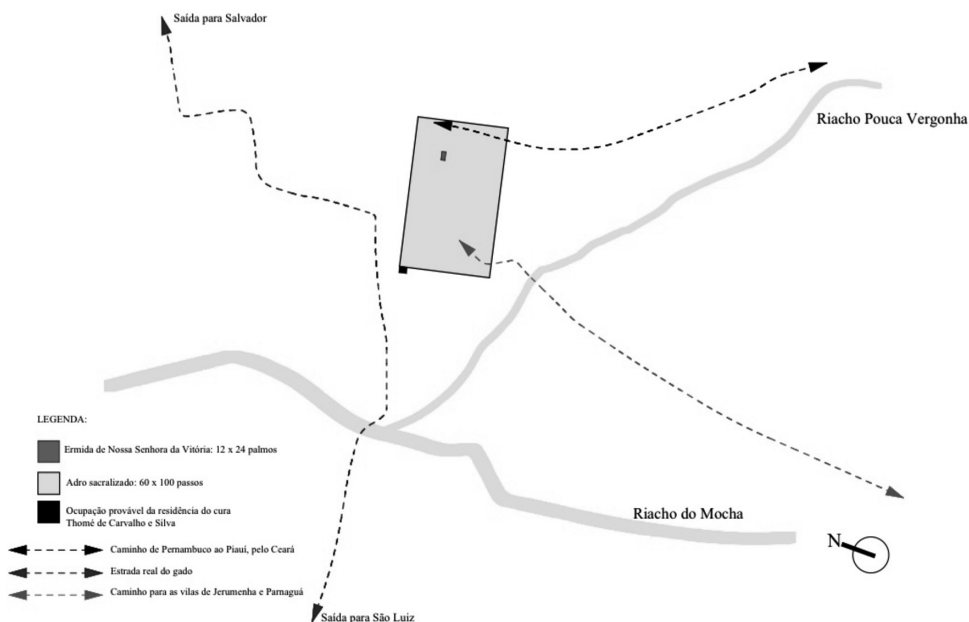 Saída para Salvador
Riacho Pouca Vergonha
LEGENDA:
Ermida de Nossa Senhora da Vitória: 12 x 24 palmos
Adro sacralizado: 60 x 100 passos
Ocupação provável da residência do cura
Thomé de Carvalho e Silva
Riacho do Mocha
N
Caminho de Pernambuco ao Piauí, pelo Ceará
Estrada real do gado
Caminho para as vilas de Jerumenha e Parnaguá
Saída para São Luiz